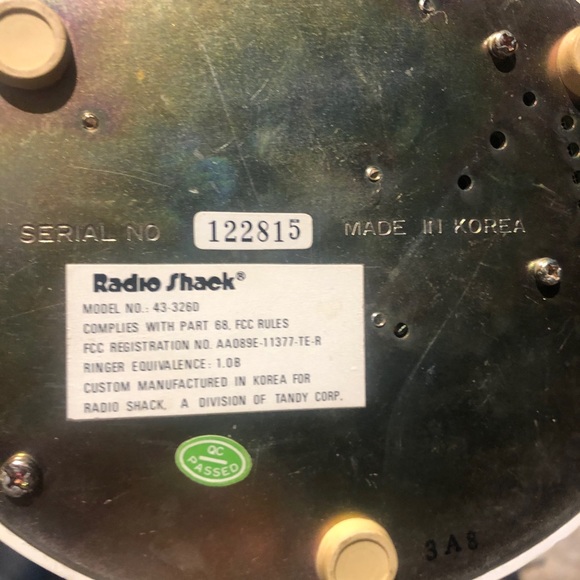 SERIAL NO 122815 MADE IN KOREA
Radio Shack®
MODEL NO.: 43-326D
COMPLIES WITH PART 68, FCC RULES
FCC REGISTRATION NO. AA089E-11377-TE-R
RINGER EQUIVALENCE: 1.0B
CUSTOM MANUFACTURED IN KOREA FOR
RADIO SHACK, A DIVISION OF TANDY CORP.
QC
PASSED
3A8